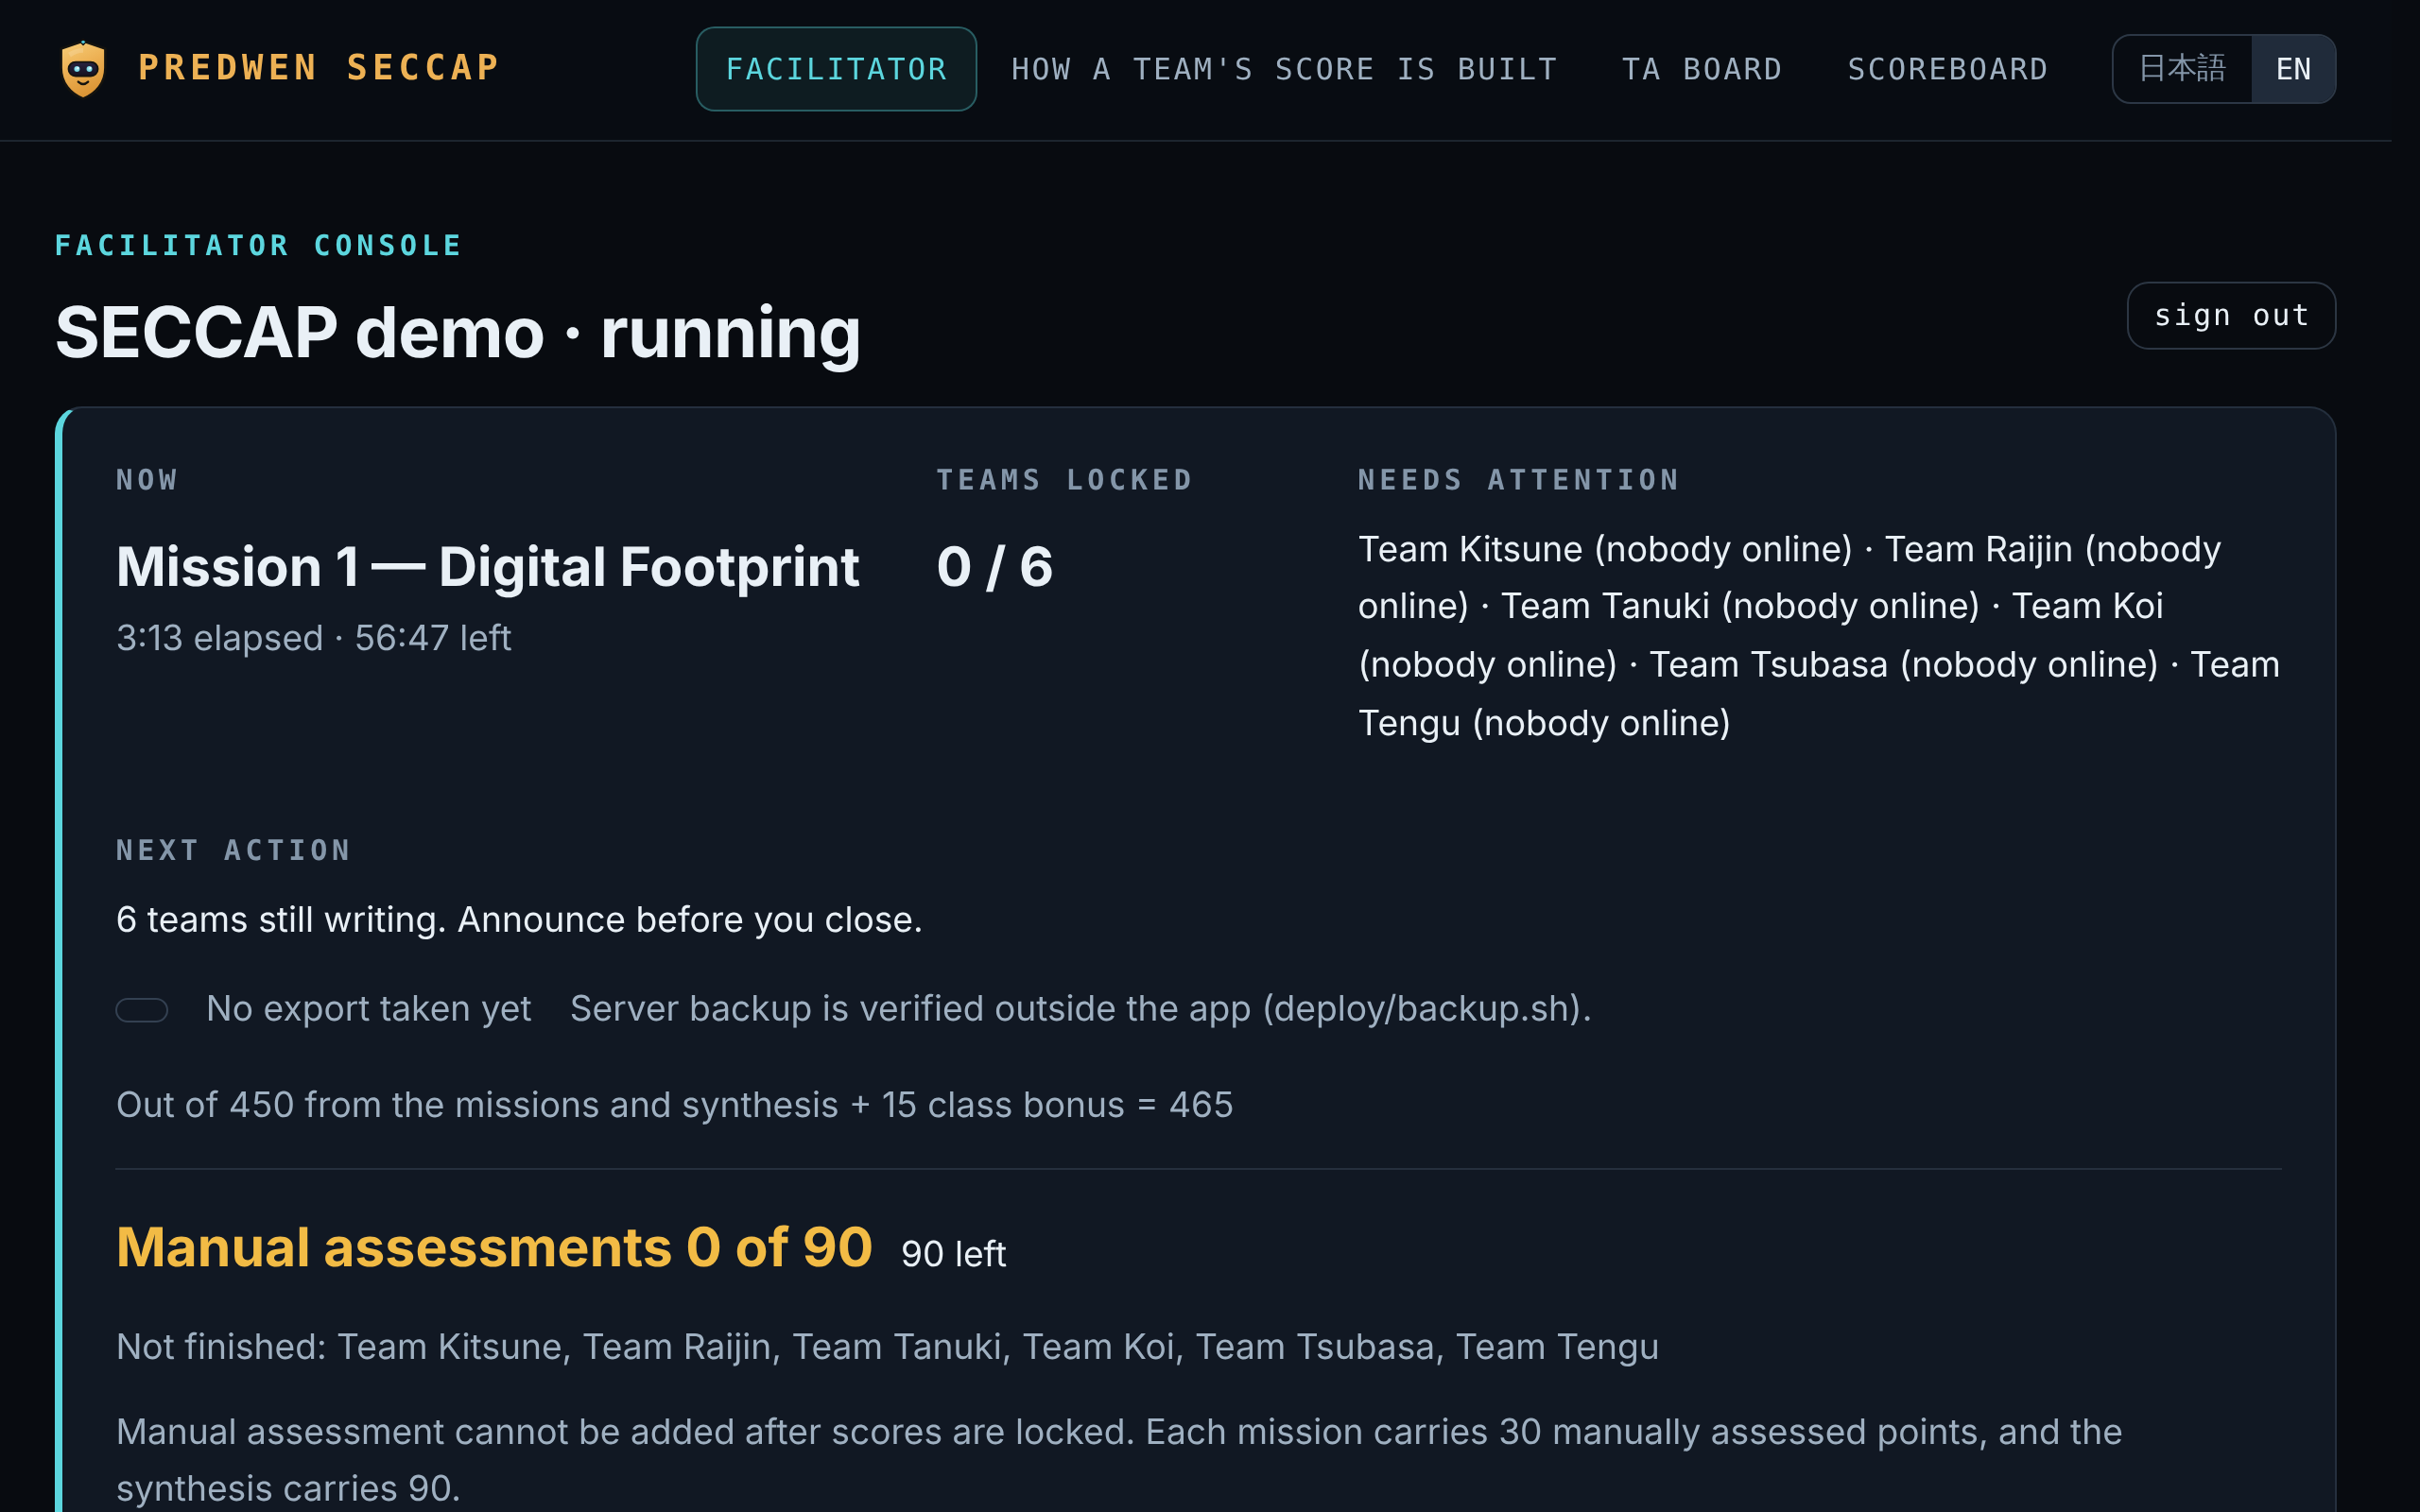 PREDWEN SECCAP
FACILITATOR
HOW A TEAM'S SCORE IS BUILT
TA BOARD
SCOREBOARD
日本語
EN
FACILITATOR CONSOLE
SECCAP demo · running
sign out
NOW
Mission 1 — Digital Footprint
3:13 elapsed · 56:47 left
TEAMS LOCKED
0 / 6
NEEDS ATTENTION
Team Kitsune (nobody online) · Team Raijin (nobody
online) · Team Tanuki (nobody online) · Team Koi
(nobody online) · Team Tsubasa (nobody online) · Team
Tengu (nobody online)
NEXT ACTION
6 teams still writing. Announce before you close.
No export taken yet
Server backup is verified outside the app (deploy/backup.sh).
Out of 450 from the missions and synthesis + 15 class bonus = 465
Manual assessments 0 of 90
90 left
Not finished: Team Kitsune, Team Raijin, Team Tanuki, Team Koi, Team Tsubasa, Team Tengu
Manual assessment cannot be added after scores are locked. Each mission carries 30 manually assessed points, and the
synthesis carries 90.